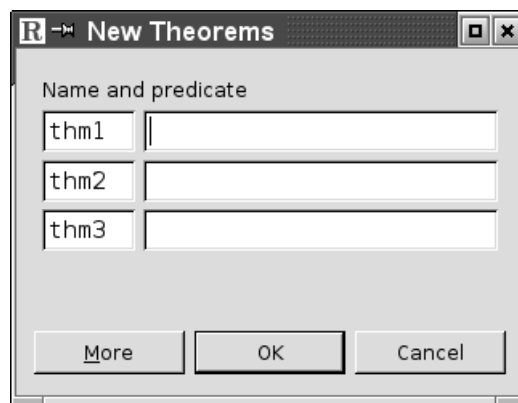 R New Theorems
Name and predicate
thm1
thm2
thm3
More OK Cancel